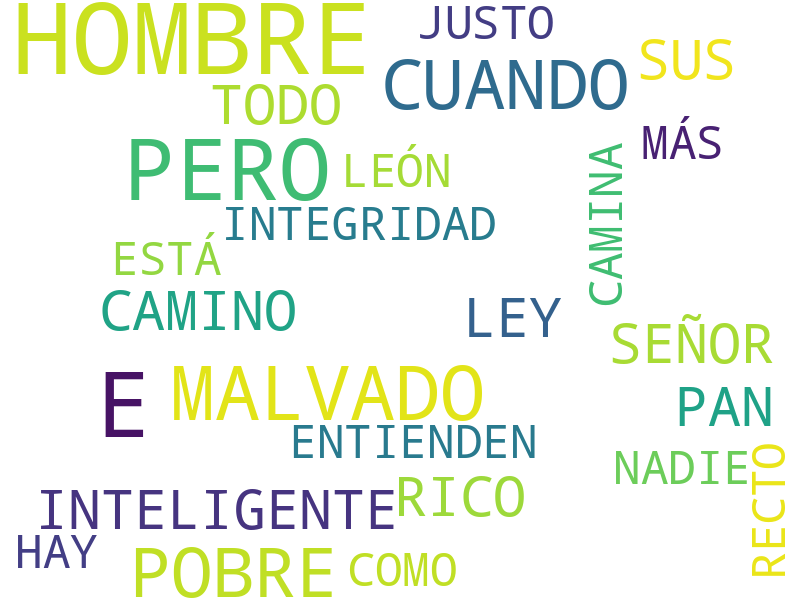 HOMBRE
JUSTO
SUS
CUANDO
TODO
MÁS
PERO
LEÓN
CAMINA
INTEGRIDAD
ESTÁ
CAMINO
LEY
SEÑOR
E
MALVADO
PAN
ENTIENDEN
NADIE
RECTO
INTELIGENTE
RICO
HAY
POBRE
COMO